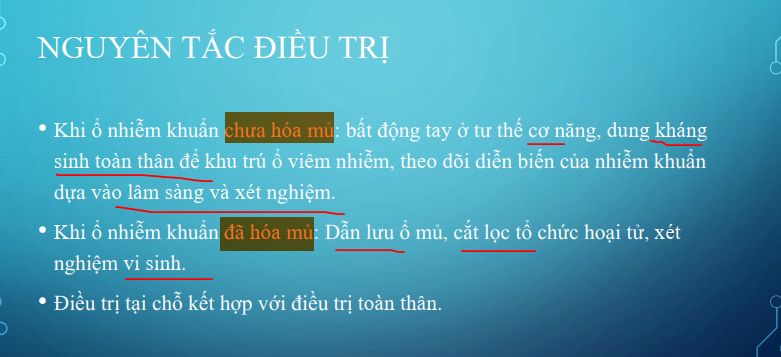 NGUYÊN TẮC ĐIỀU TRỊ
• Khi ổ nhiễm khuẩn chưa hóa mủ: bất động tay ở tư thế cơ năng, dung kháng
sinh toàn thân để khu trú ổ viêm nhiễm, theo dõi diễn biến của nhiễm khuẩn
dựa vào lâm sàng và xét nghiệm.
• Khi ổ nhiễm khuẩn đã hóa mủ: Dẫn lưu ổ mủ, cắt lọc tổ chức hoại tử, xét
nghiệm vi sinh.
• Điều trị tại chỗ kết hợp với điều trị toàn thân.